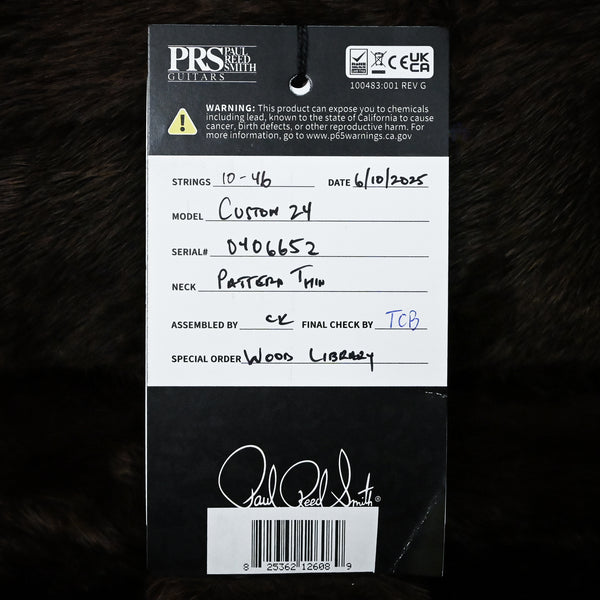 PRS PAUL REED SMITH
GUITARS
UK CA
CE
100483:001 REV G
WARNING: This product can expose you to chemicals
including lead, known to the state of California to cause
cancer, birth defects, or other reproductive harm. For
more information, go to www.p65warnings.ca.gov
STRINGS 10-46 DATE 6/10/2025
MODEL Custom 24
SERIAL# 0406652
NECK Pattern Thin
ASSEMBLED BY CK FINAL CHECK BY TCB
SPECIAL ORDER Wood Library
Paul Reed Smith®
8 25362 12608 9